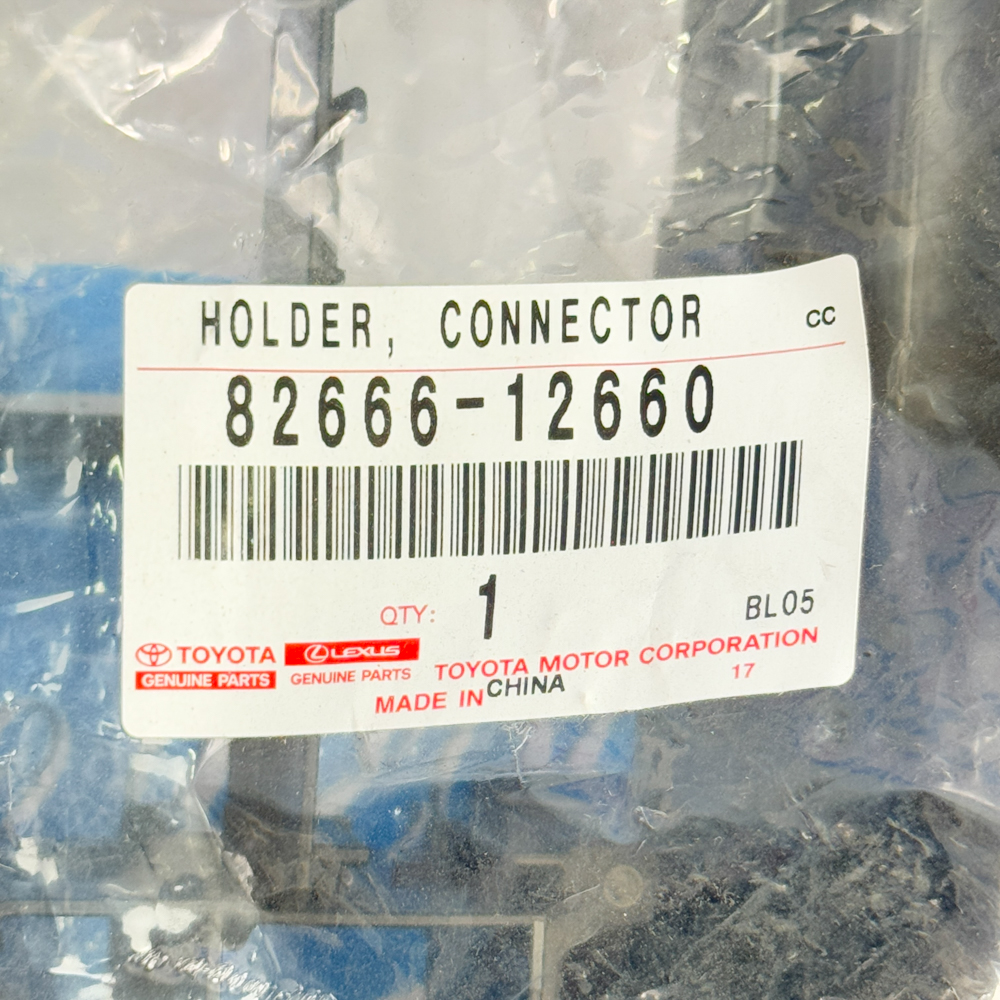 HOLDER, CONNECTOR
CC
82666-12660
QTY: 1
BL05
TOYOTA
GENUINE PARTS
LEXUS
GENUINE PARTS
TOYOTA MOTOR CORPORATION
17
MADE IN CHINA